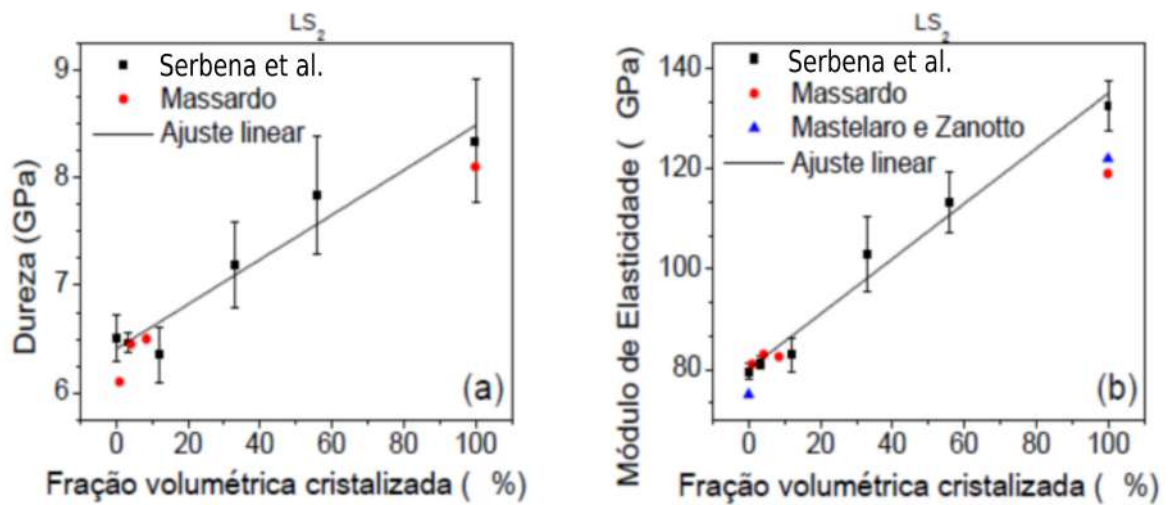 LS2
9
8
7
6
Dureza (GPa)
Serbena et al.
Massardo
Ajuste linear
(a)
0 20 40 60 80 100
Fração volumétrica cristalizada ( %)
LS2
140
120
100
80
Módulo de Elasticidade ( GPa)
Serbena et al.
Massardo
Mastelaro e Zanotto
Ajuste linear
(b)
0 20 40 60 80 100
Fração volumétrica cristalizada ( %)